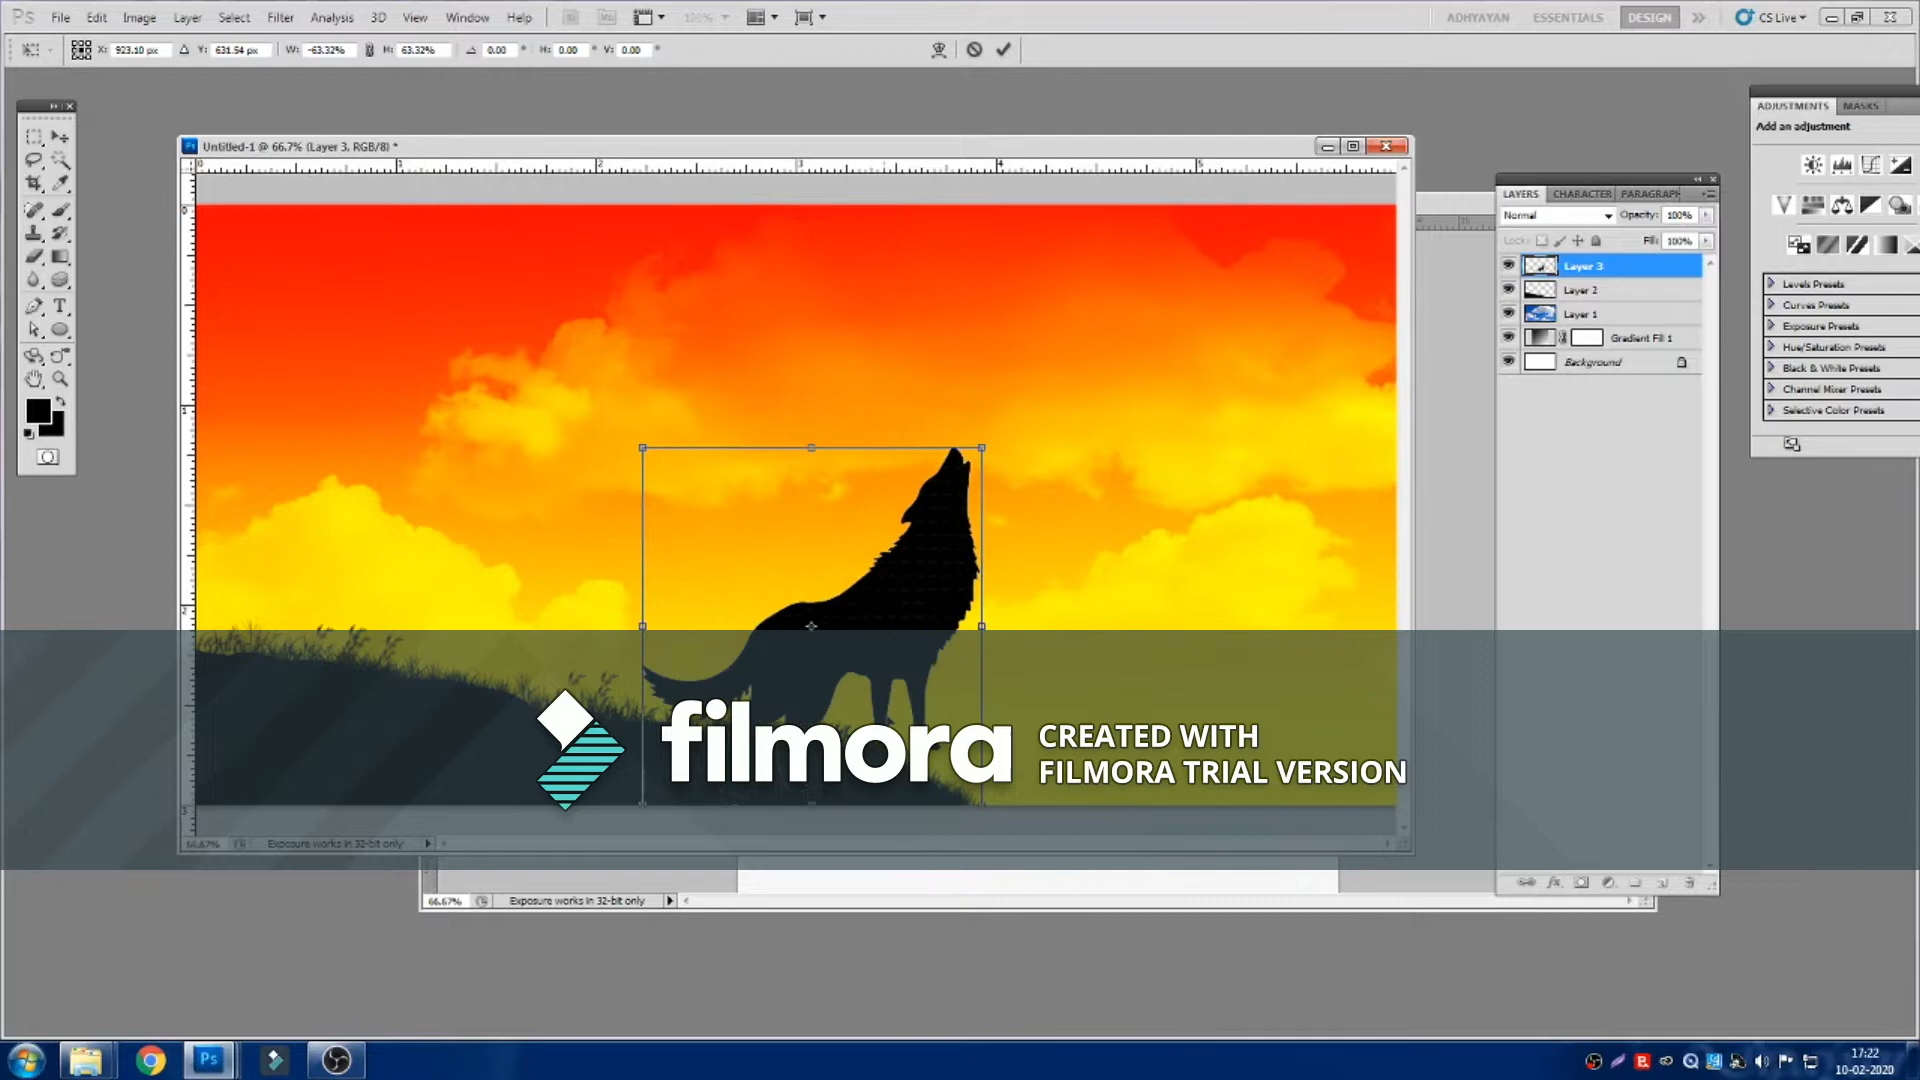 Ps File Edit Image Layer Select Filter Analysis 3D View Window Help Br Mb 100% ADHYAYAN ESSENTIALS DESIGN CS Live
X: 923.10 px Y: 631.54 px W: -63.32% H: 63.32% 0.00 ° H: 0.00 ° V: 0.00 °
ADJUSTMENTS MASKS
Add an adjustment
Untitled-1 @ 66.7% (Layer 3, RGB/8) *
LAYERS CHARACTER PARAGRAPH
Normal Opacity: 100%
Lock: Fill: 100%
Layer 3
Layer 2
Layer 1
Gradient Fill 1
Background
Levels Presets
Curves Presets
Exposure Presets
Hue/Saturation Presets
Black & White Presets
Channel Mixer Presets
Selective Color Presets
filmora
CREATED WITH
FILMORA TRIAL VERSION
66.67% Exposure works in 32-bit only
66.67% Exposure works in 32-bit only
Ps
17:22
10-02-2020